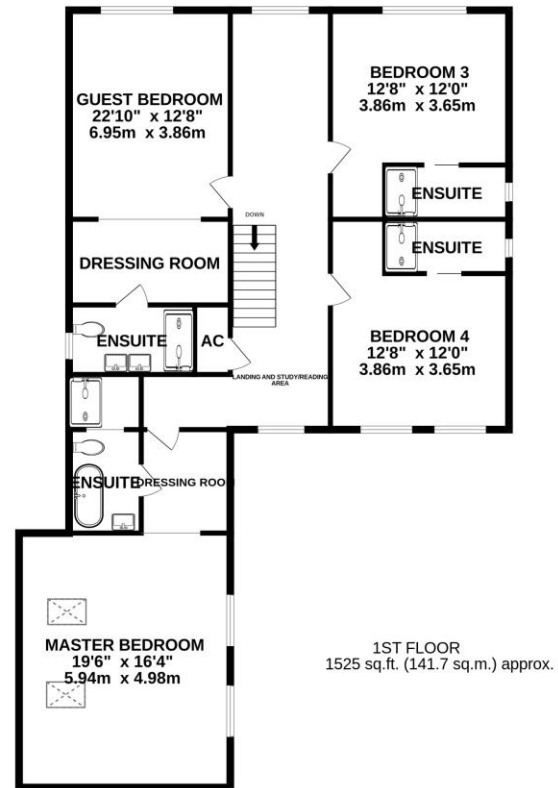 GUEST BEDROOM
22'10" x 12'8"
6.95m x 3.86m
BEDROOM 3
12'8" x 12'0"
3.86m x 3.65m
ENSUITE
DOWN
ENSUITE
DRESSING ROOM
ENSUITE
AC
BEDROOM 4
12'8" x 12'0"
3.86m x 3.65m
LANDING AND STUDY/READING
AREA
ENSUITE
DRESSING ROOM
MASTER BEDROOM
19'6" x 16'4"
5.94m x 4.98m
1ST FLOOR
1525 sq.ft. (141.7 sq.m.) approx.